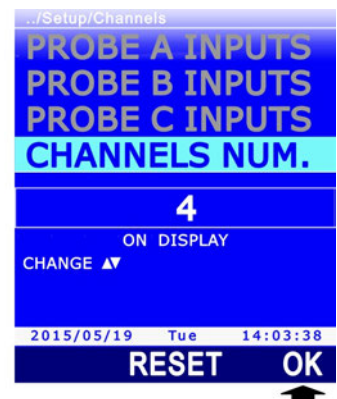 ../Setup/Channels
PROBE A INPUTS
PROBE B INPUTS
PROBE C INPUTS
CHANNELS NUM.
4
ON DISPLAY
CHANGE ▲▼
2015/05/19 Tue 14:03:38
RESET OK